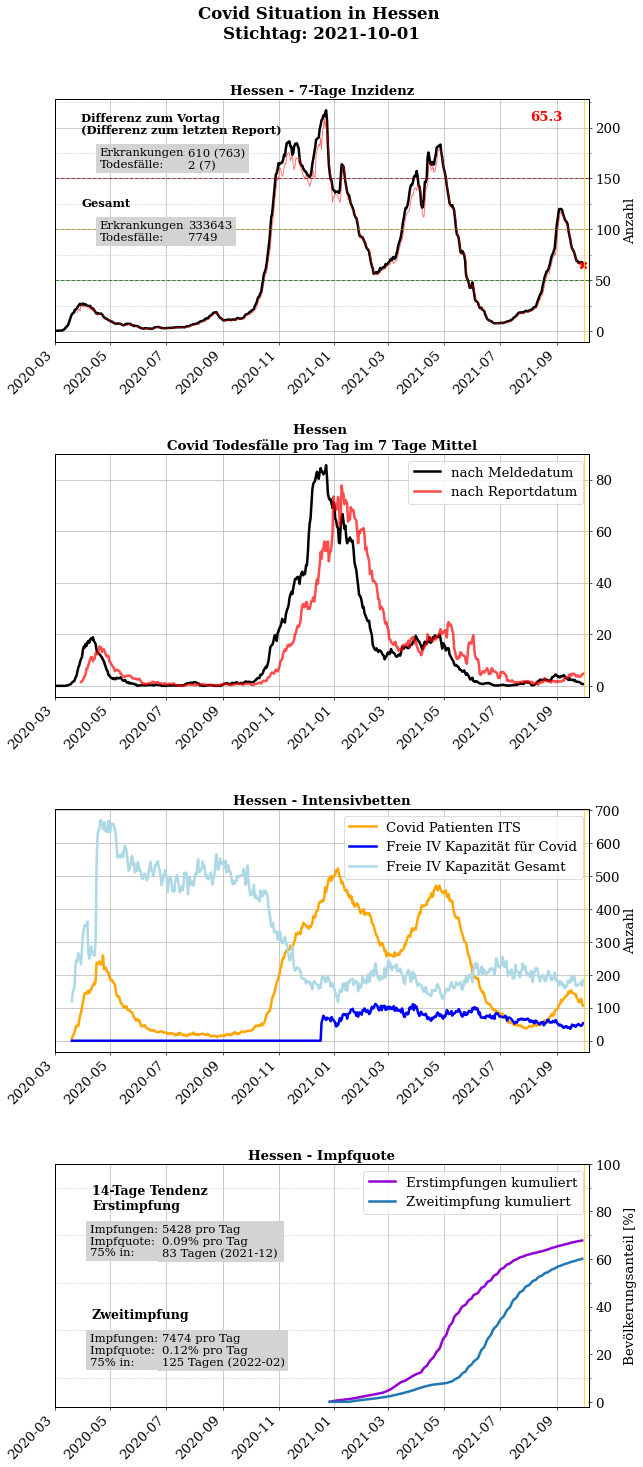 Covid Situation in Hessen
Stichtag: 2021-10-01
Hessen - 7-Tage Inzidenz
Differenz zum Vortag
(Differenz zum letzten Report)
Erkrankungen 610 (763)
Todesfälle: 2 (7)
Gesamt
Erkrankungen 333643
Todesfälle: 7749
65.3
200
150
100
50
0
Anzahl
2020-03
2020-05
2020-07
2020-09
2020-11
2021-01
2021-03
2021-05
2021-07
2021-09
Hessen
Covid Todesfälle pro Tag im 7 Tage Mittel
nach Meldedatum
nach Reportdatum
80
60
40
20
0
2020-03
2020-05
2020-07
2020-09
2020-11
2021-01
2021-03
2021-05
2021-07
2021-09
Hessen - Intensivbetten
Covid Patienten ITS
Freie IV Kapazität für Covid
Freie IV Kapazität Gesamt
700
600
500
400
300
200
100
0
Anzahl
2020-03
2020-05
2020-07
2020-09
2020-11
2021-01
2021-03
2021-05
2021-07
2021-09
Hessen - Impfquote
14-Tage Tendenz
Erstimpfung
Impfungen: 5428 pro Tag
Impfquote: 0.09% pro Tag
75% in: 83 Tagen (2021-12)
Zweitimpfung
Impfungen: 7474 pro Tag
Impfquote: 0.12% pro Tag
75% in: 125 Tagen (2022-02)
Erstimpfungen kumuliert
Zweitimpfung kumuliert
100
80
60
40
20
0
Bevölkerungsanteil [%]
2020-03
2020-05
2020-07
2020-09
2020-11
2021-01
2021-03
2021-05
2021-07
2021-09